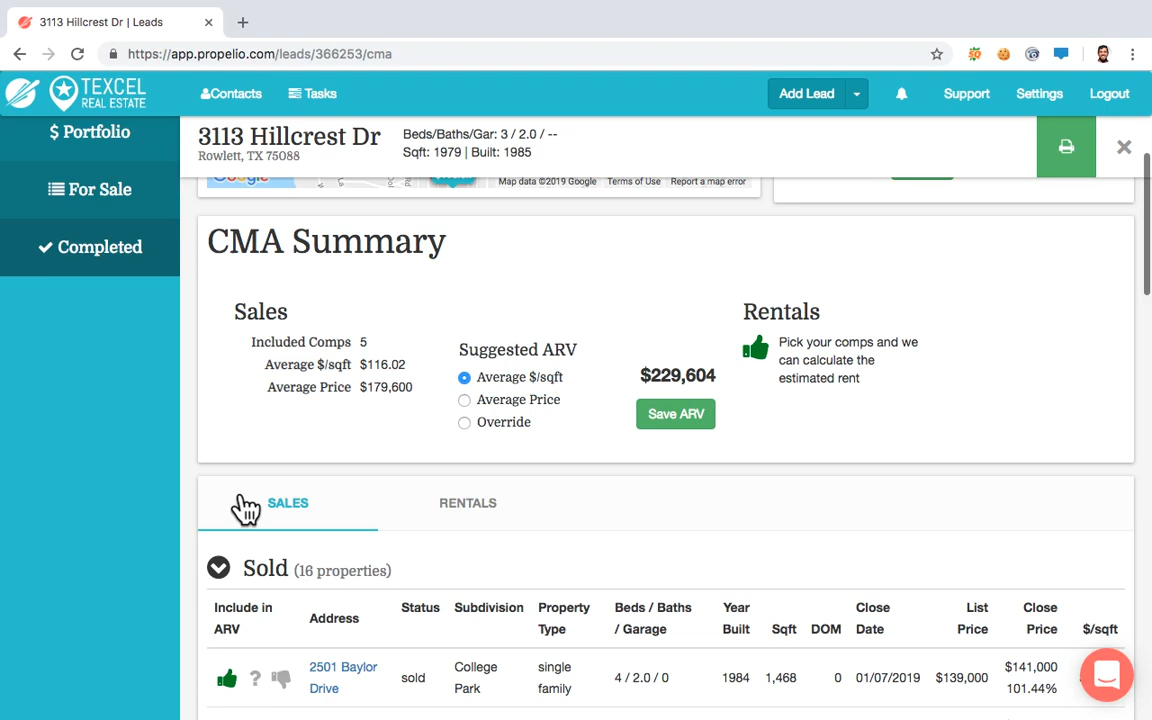 3113 Hillcrest Dr | Leads
https://app.propelio.com/leads/366253/cma
TEXCEL
REAL ESTATE
Contacts
Tasks
Add Lead
Support
Settings
Logout
$ Portfolio
For Sale
Completed
3113 Hillcrest Dr
Rowlett, TX 75088
Beds/Baths/Gar: 3 / 2.0 / --
Sqft: 1979 | Built: 1985
Google
Map data ©2019 Google
Terms of Use
Report a map error
CMA Summary
Sales
Included Comps 5
Average $/sqft $116.02
Average Price $179,600
Suggested ARV
Average $/sqft
Average Price
Override
$229,604
Save ARV
Rentals
Pick your comps and we
can calculate the
estimated rent
SALES
RENTALS
Sold (16 properties)
Include in
ARV
Address
Status
Subdivision
Property
Type
Beds / Baths
/ Garage
Year
Built
Sqft
DOM
Close
Date
List
Price
Close
Price
$/sqft
?
2501 Baylor
Drive
sold
College
Park
single
family
4 / 2.0 / 0
1984
1,468
0
01/07/2019
$139,000
$141,000
101.44%